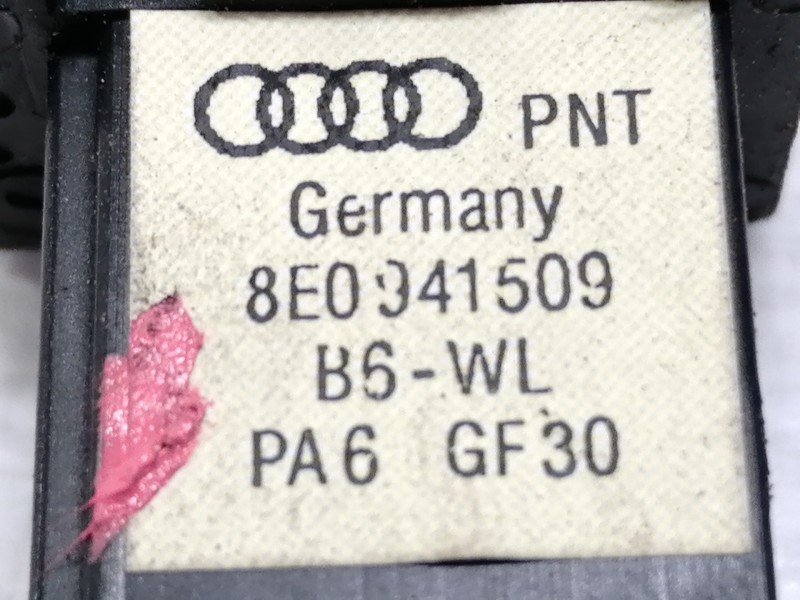 PNT
Germany
8E0941509
B6-WL
PA6 GF30